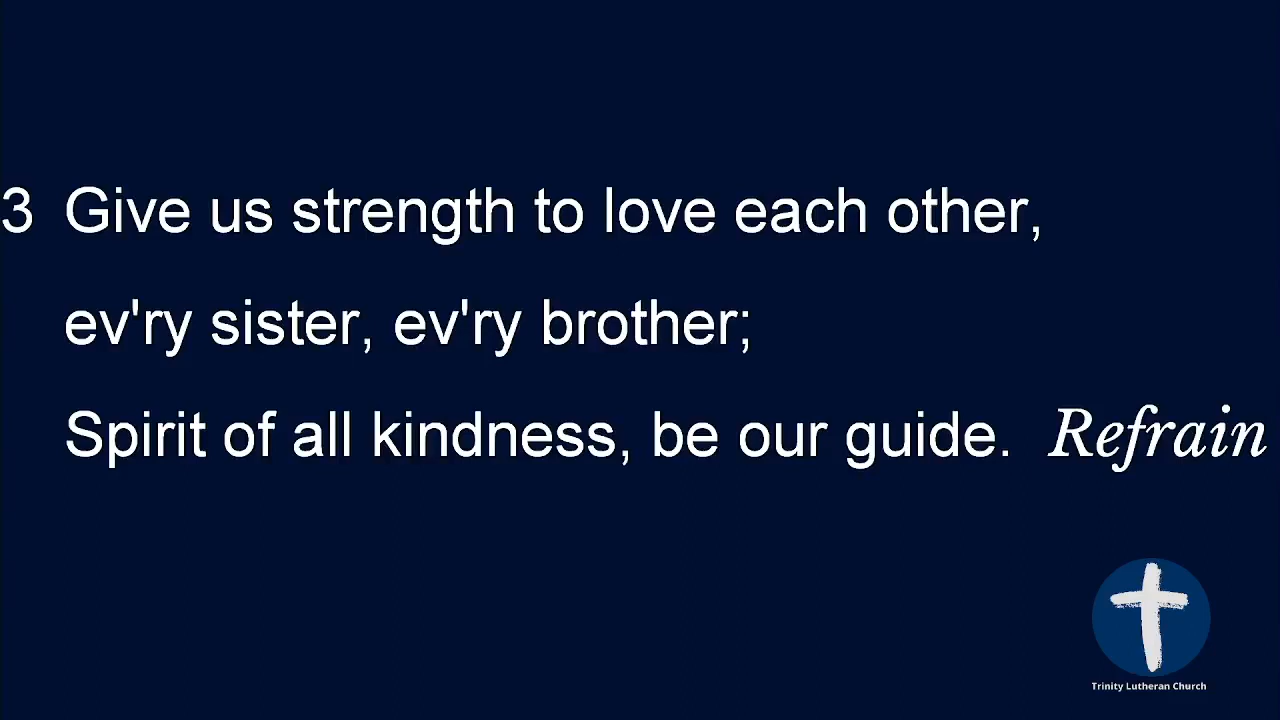 3 Give us strength to love each other,
ev'ry sister, ev'ry brother;
Spirit of all kindness, be our guide. Refrain
Trinity Lutheran Church